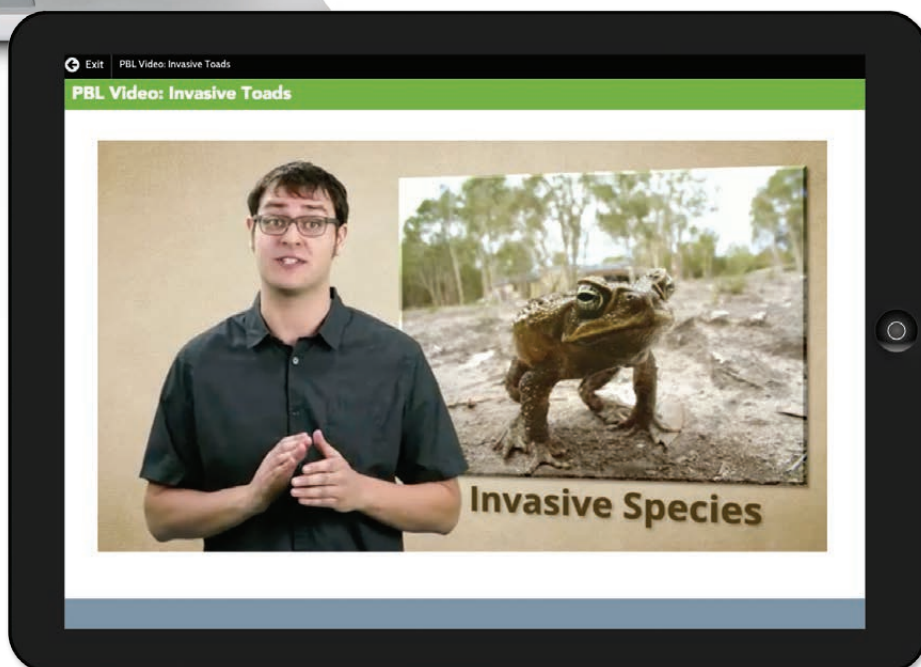 Exit PBL Video: Invasive Toads
PBL Video: Invasive Toads
Invasive Species